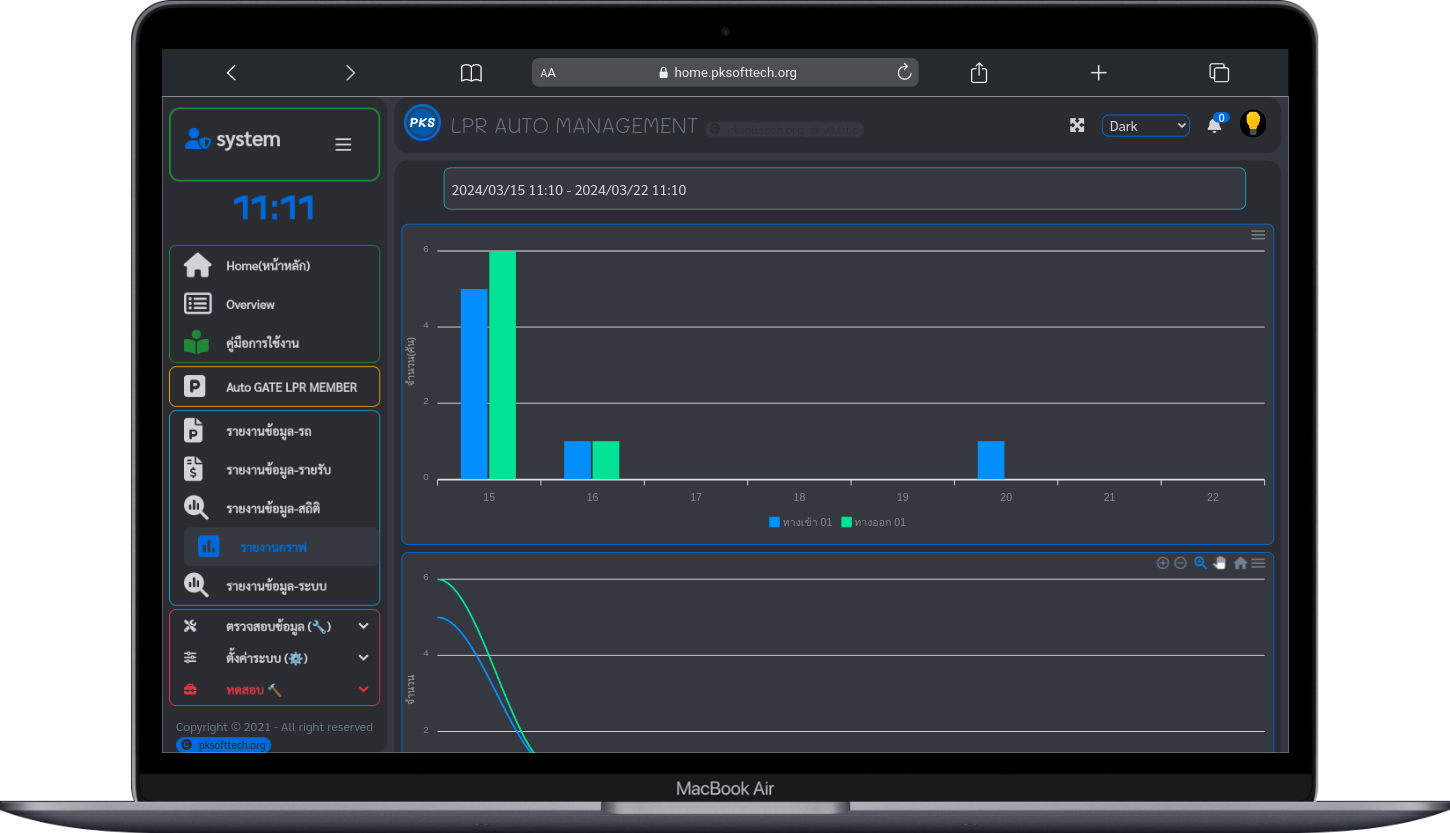 AA
home.pksofttech.org
system
11:11
Home(หน้าหลัก)
Overview
คู่มือการใช้งาน
Auto GATE LPR MEMBER
รายงานข้อมูล-รถ
รายงานข้อมูล-รายรับ
รายงานข้อมูล-สถิติ
รายงานกราฟ
รายงานข้อมูล-ระบบ
ตรวจสอบข้อมูล (🔧)
ตั้งค่าระบบ (⚙️)
ทดสอบ 🔨
Copyright © 2021 - All right reserved
pksofttech.org
PKS
LPR AUTO MANAGEMENT
Dark
0
2024/03/15 11:10 - 2024/03/22 11:10
6
4
2
0
จำนวน(คัน)
15 16 17 18 19 20 21 22
ทางเข้า 01 ทางออก 01
6
4
2
จำนวน
MacBook Air